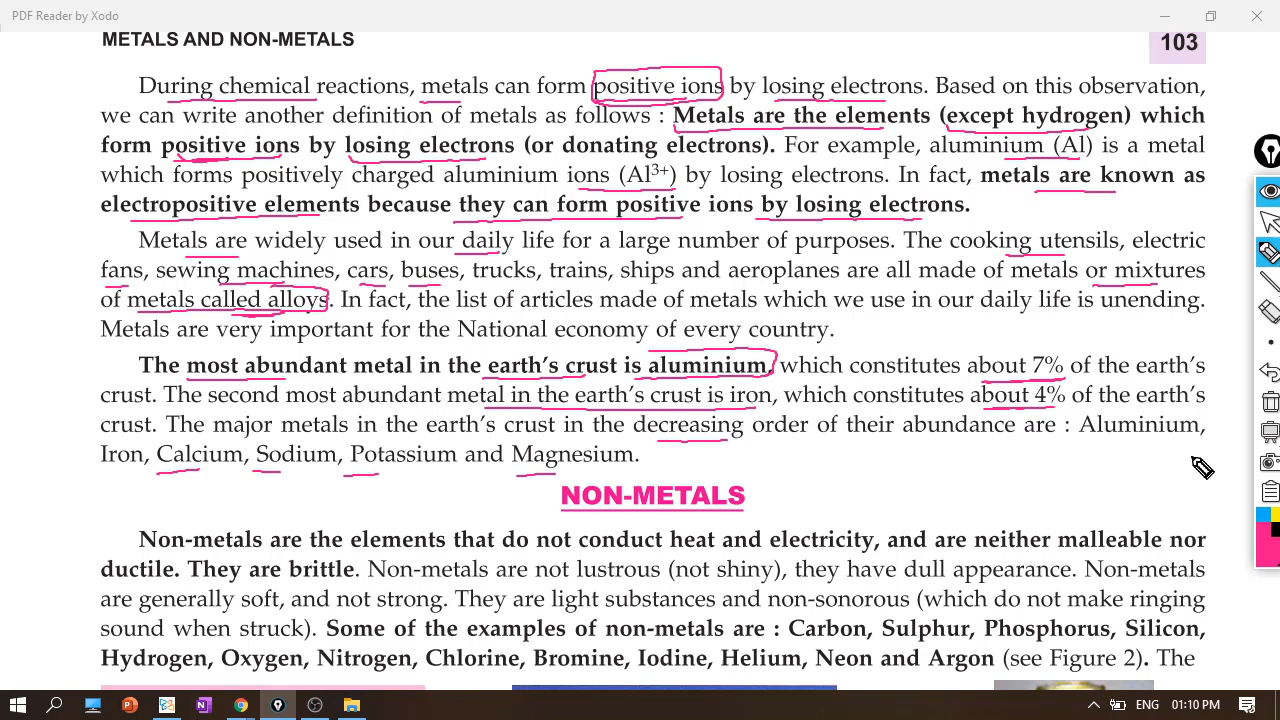 PDF Reader by Xodo
METALS AND NON-METALS
103
During chemical reactions, metals can form positive ions by losing electrons. Based on this observation,
we can write another definition of metals as follows : Metals are the elements (except hydrogen) which
form positive ions by losing electrons (or donating electrons). For example, aluminium (Al) is a metal
which forms positively charged aluminium ions (Al³⁺) by losing electrons. In fact, metals are known as
electropositive elements because they can form positive ions by losing electrons.
Metals are widely used in our daily life for a large number of purposes. The cooking utensils, electric
fans, sewing machines, cars, buses, trucks, trains, ships and aeroplanes are all made of metals or mixtures
of metals called alloys. In fact, the list of articles made of metals which we use in our daily life is unending.
Metals are very important for the National economy of every country.
The most abundant metal in the earth's crust is aluminium, which constitutes about 7% of the earth's
crust. The second most abundant metal in the earth's crust is iron, which constitutes about 4% of the earth's
crust. The major metals in the earth's crust in the decreasing order of their abundance are : Aluminium,
Iron, Calcium, Sodium, Potassium and Magnesium.
NON-METALS
Non-metals are the elements that do not conduct heat and electricity, and are neither malleable nor
ductile. They are brittle. Non-metals are not lustrous (not shiny), they have dull appearance. Non-metals
are generally soft, and not strong. They are light substances and non-sonorous (which do not make ringing
sound when struck). Some of the examples of non-metals are : Carbon, Sulphur, Phosphorus, Silicon,
Hydrogen, Oxygen, Nitrogen, Chlorine, Bromine, Iodine, Helium, Neon and Argon (see Figure 2). The
ENG 01:10 PM